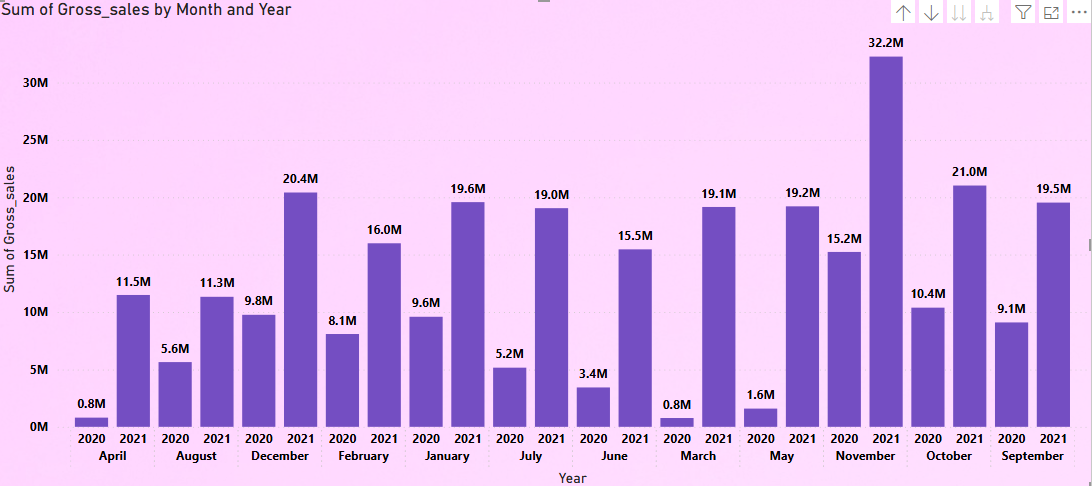 Sum of Gross_sales by Month and Year
32.2M
30M
25M
20.4M
21.0M
19.6M
19.0M
19.1M
19.2M
19.5M
20M
16.0M
15.5M
15.2M
15M
11.5M
11.3M
9.8M
9.6M
10.4M
9.1M
10M
8.1M
5.6M
5.2M
5M
3.4M
0.8M
0.8M
1.6M
0M
Sum of Gross_sales
2020 2021 2020 2021 2020 2021 2020 2021 2020 2021 2020 2021 2020 2021 2020 2021 2020 2021 2020 2021 2020 2021 2020 2021
April August December February January July June March May November October September
Year